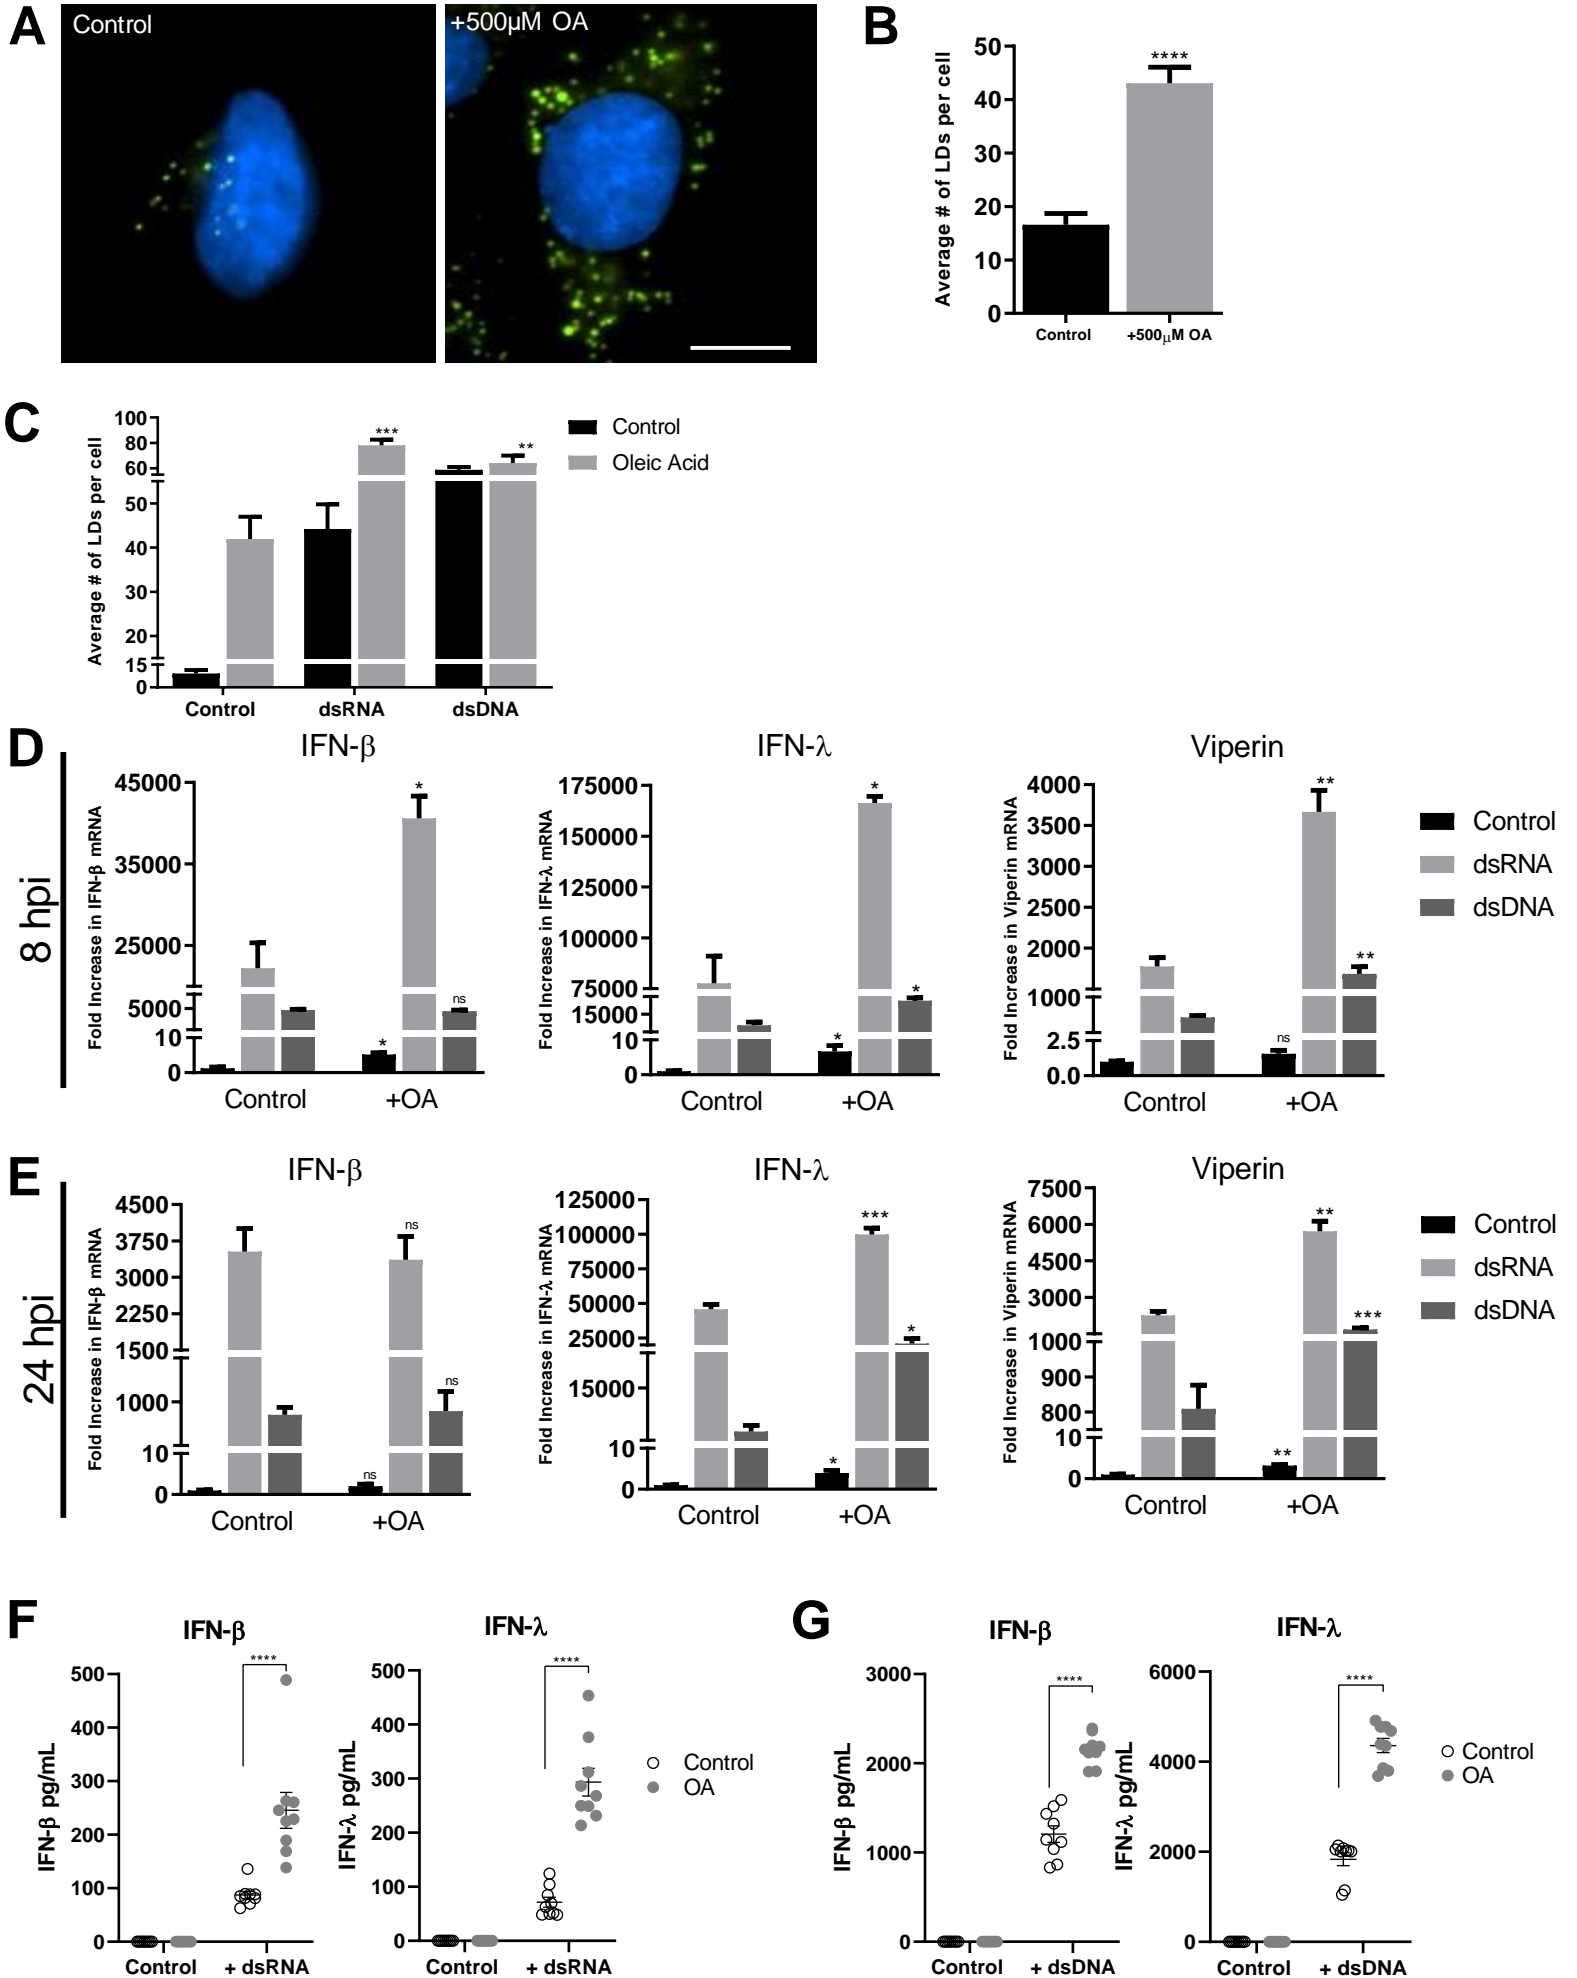 A
Control
+500µM OA
B
Average # of LDs per cell
50
40
30
20
10
0
****
Control
+500µM OA
C
Average # of LDs per cell
100
80
60
50
40
30
20
15
0
***
**
Control
Oleic Acid
Control
dsRNA
dsDNA
D
8 hpi
IFN-β
Fold Increase in IFN-β mRNA
45000
35000
25000
5000
10
0
*
*
ns
Control
+OA
IFN-λ
Fold Increase in IFN-λ mRNA
175000
150000
125000
100000
75000
15000
10
0
*
*
*
Control
+OA
Viperin
Fold Increase in Viperin mRNA
4000
3500
3000
2500
2000
1000
2.5
0.0
ns
**
**
Control
+OA
Control
dsRNA
dsDNA
E
24 hpi
IFN-β
Fold Increase in IFN-β mRNA
4500
3750
3000
2250
1500
1000
10
0
ns
ns
ns
Control
+OA
IFN-λ
Fold Increase in IFN-λ mRNA
125000
100000
75000
50000
25000
15000
10
0
*
***
*
Control
+OA
Viperin
Fold Increase in Viperin mRNA
7500
6000
4500
3000
1000
900
800
10
0
**
**
***
Control
+OA
Control
dsRNA
dsDNA
F
IFN-β
IFN-β pg/mL
500
400
300
200
100
0
****
Control
+ dsRNA
IFN-λ
IFN-λ pg/mL
500
400
300
200
100
0
****
Control
+ dsRNA
Control
OA
G
IFN-β
IFN-β pg/mL
3000
2000
1000
0
****
Control
+ dsDNA
IFN-λ
IFN-λ pg/mL
6000
4000
2000
0
****
Control
+ dsDNA
Control
OA